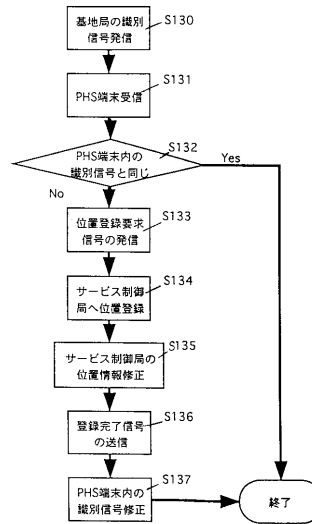 基地局の識別
信号発信
S130
PHS端末受信
S131
PHS端末内の
識別信号と同じ
S132
Yes
No
位置登録要求
信号の発信
S133
サービス制御
局へ位置登録
S134
サービス制御局の
位置情報修正
S135
登録完了信号
の送信
S136
PHS端末内の
識別信号修正
S137
終了